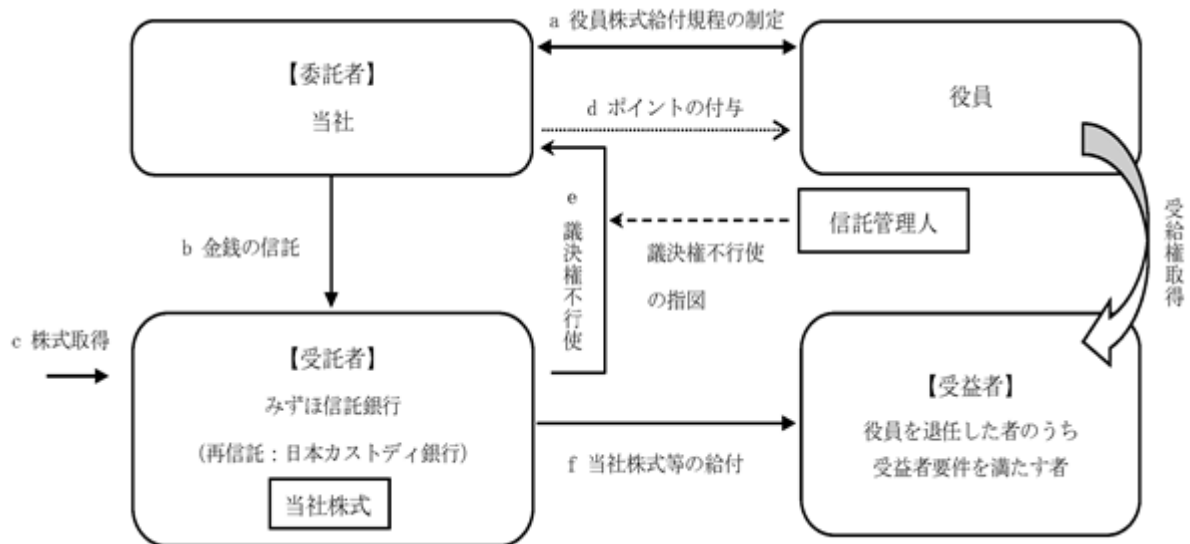 a 役員株式給付規程の制定
【委託者】
当社
役員
d ポイントの付与
e 議決権不行使
信託管理人
議決権不行使
の指図
受給権取得
b 金銭の信託
c 株式取得
【受託者】
みずほ信託銀行
(再信託：日本カストディ銀行)
当社株式
f 当社株式等の給付
【受益者】
役員を退任した者のうち
受益者要件を満たす者